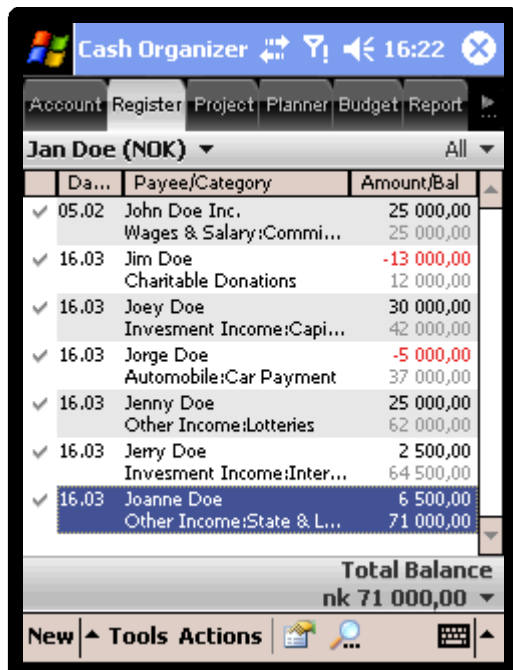 Cash Organizer 16:22
Account Register Project Planner Budget Report
Jan Doe (NOK) All
Da... Payee/Category Amount/Bal
05.02 John Doe Inc. 25 000,00
Wages & Salary:Commi... 25 000,00
16.03 Jim Doe -13 000,00
Charitable Donations 12 000,00
16.03 Joey Doe 30 000,00
Invesment Income:Capi... 42 000,00
16.03 Jorge Doe -5 000,00
Automobile:Car Payment 37 000,00
16.03 Jenny Doe 25 000,00
Other Income:Lotteries 62 000,00
16.03 Jerry Doe 2 500,00
Invesment Income:Inter... 64 500,00
16.03 Joanne Doe 6 500,00
Other Income:State & L... 71 000,00
Total Balance
nk 71 000,00
New Tools Actions